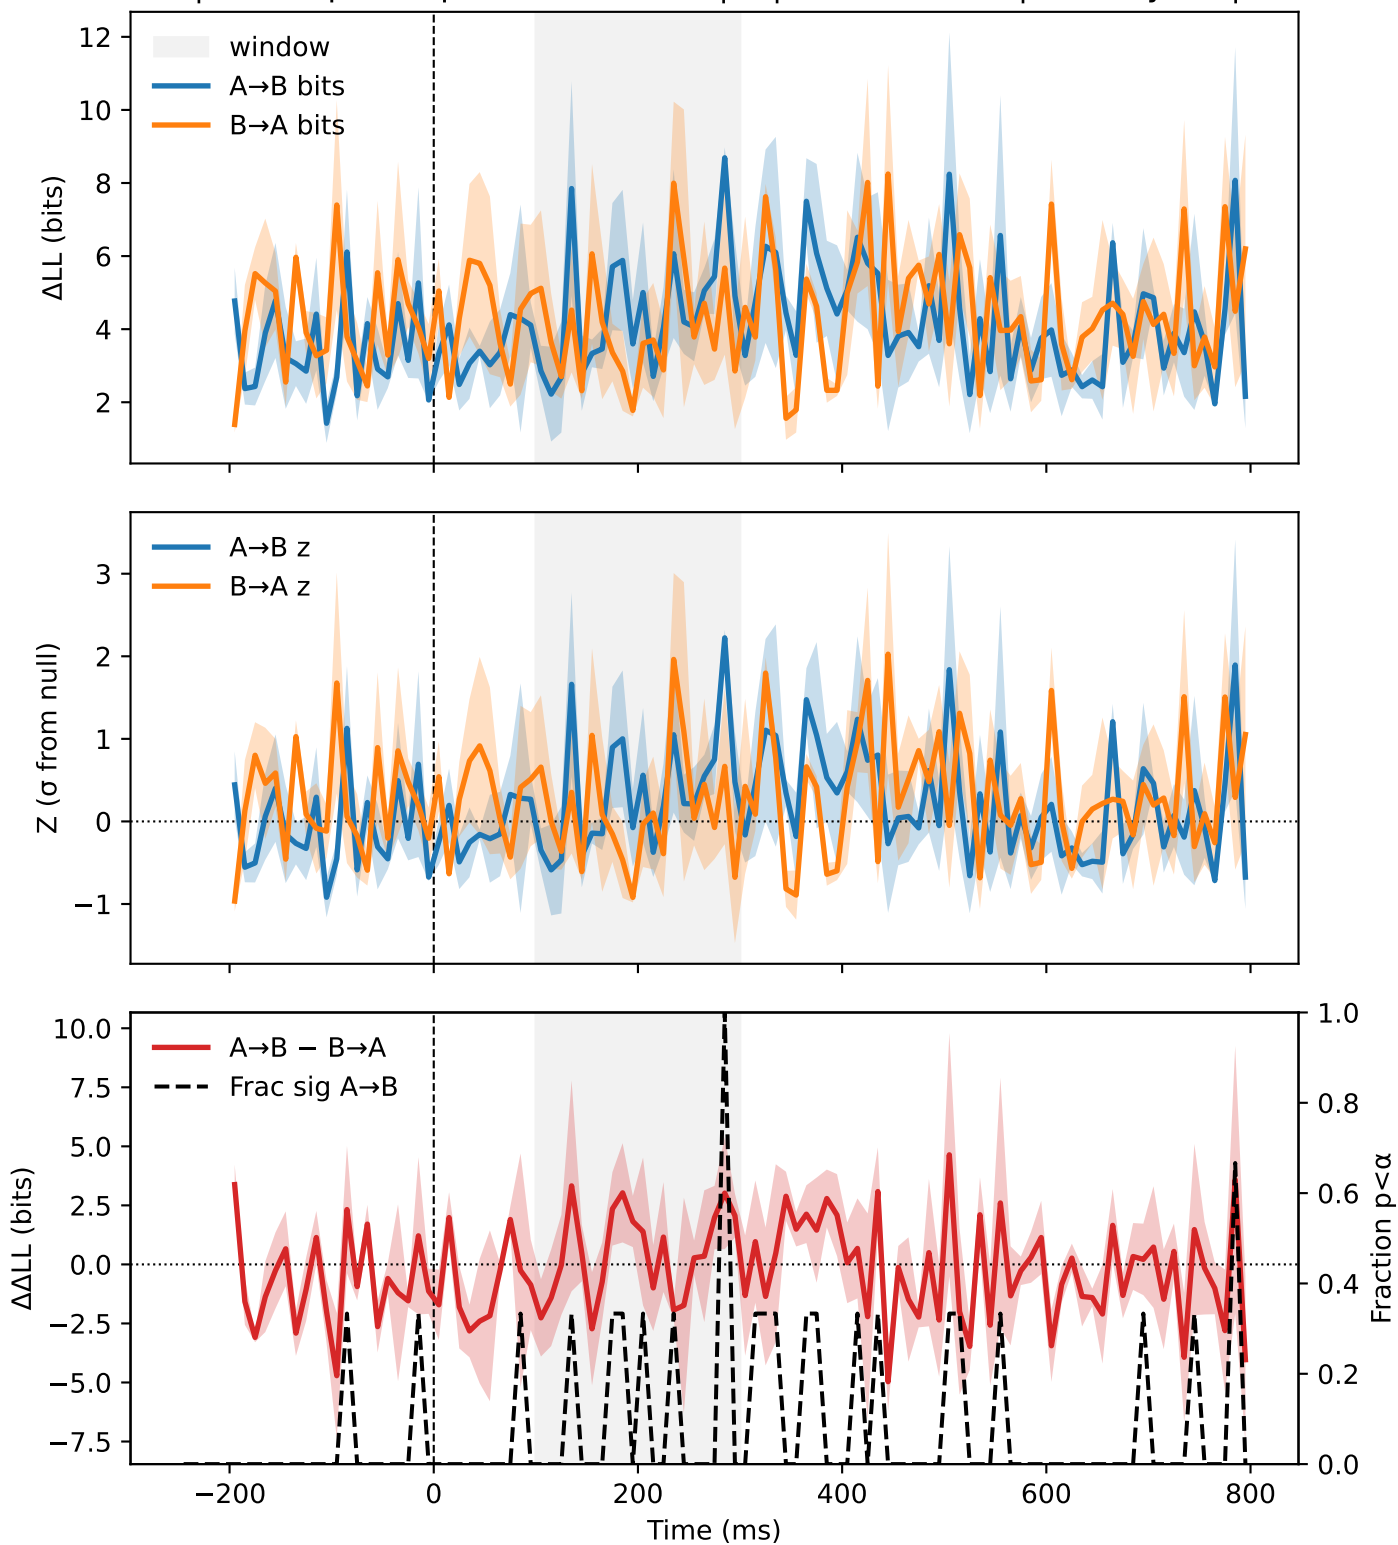 12
10
8
6
4
2
ΔLL (bits)
window
A→B bits
B→A bits
3
2
1
0
−1
Z (σ from null)
A→B z
B→A z
10.0
7.5
5.0
2.5
0.0
−2.5
−5.0
−7.5
ΔΔLL (bits)
A→B − B→A
Frac sig A→B
1.0
0.8
0.6
0.4
0.2
0.0
Fraction p<α
−200 0 200 400 600 800
Time (ms)